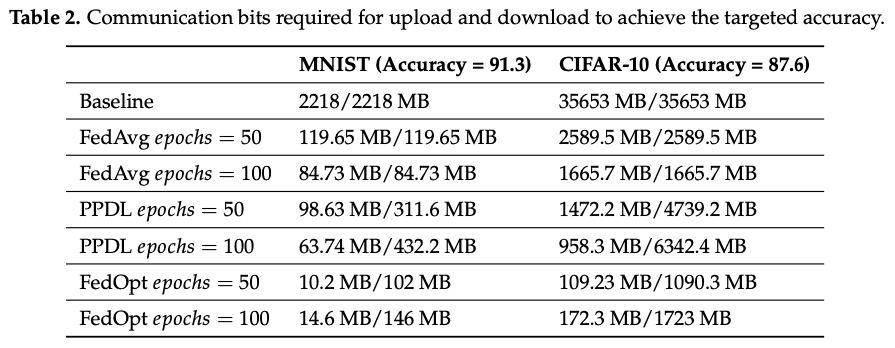 Table 2. Communication bits required for upload and download to achieve the targeted accuracy.
MNIST (Accuracy = 91.3) CIFAR-10 (Accuracy = 87.6)
Baseline 2218/2218 MB 35653 MB/35653 MB
FedAvg epochs = 50 119.65 MB/119.65 MB 2589.5 MB/2589.5 MB
FedAvg epochs = 100 84.73 MB/84.73 MB 1665.7 MB/1665.7 MB
PPDL epochs = 50 98.63 MB/311.6 MB 1472.2 MB/4739.2 MB
PPDL epochs = 100 63.74 MB/432.2 MB 958.3 MB/6342.4 MB
FedOpt epochs = 50 10.2 MB/102 MB 109.23 MB/1090.3 MB
FedOpt epochs = 100 14.6 MB/146 MB 172.3 MB/1723 MB